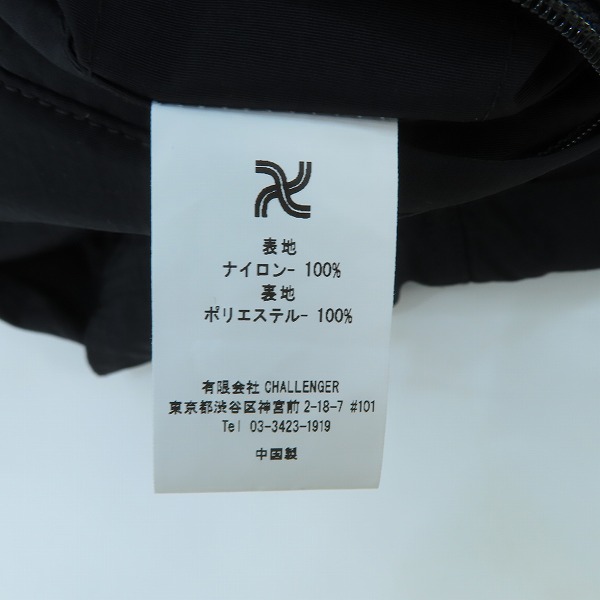 表地
ナイロン- 100%
裏地
ポリエステル- 100%
有限会社 CHALLENGER
東京都渋谷区神宮前 2-18-7 #101
Tel 03-3423-1919
中国製